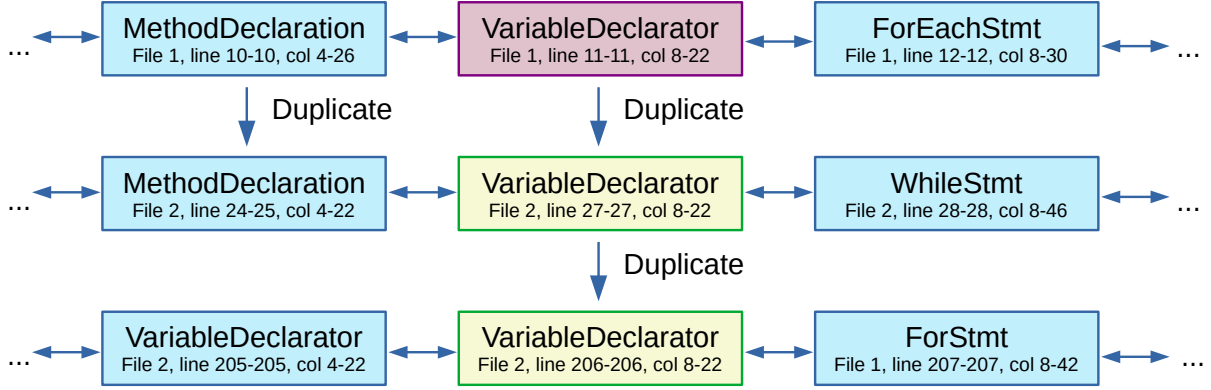 MethodDeclaration
File 1, line 10-10, col 4-26
VariableDeclarator
File 1, line 11-11, col 8-22
ForEachStmt
File 1, line 12-12, col 8-30
...
...
Duplicate
Duplicate
MethodDeclaration
File 2, line 24-25, col 4-22
VariableDeclarator
File 2, line 27-27, col 8-22
WhileStmt
File 2, line 28-28, col 8-46
...
...
Duplicate
VariableDeclarator
File 2, line 205-205, col 4-22
VariableDeclarator
File 2, line 206-206, col 8-22
ForStmt
File 1, line 207-207, col 8-42
...
...